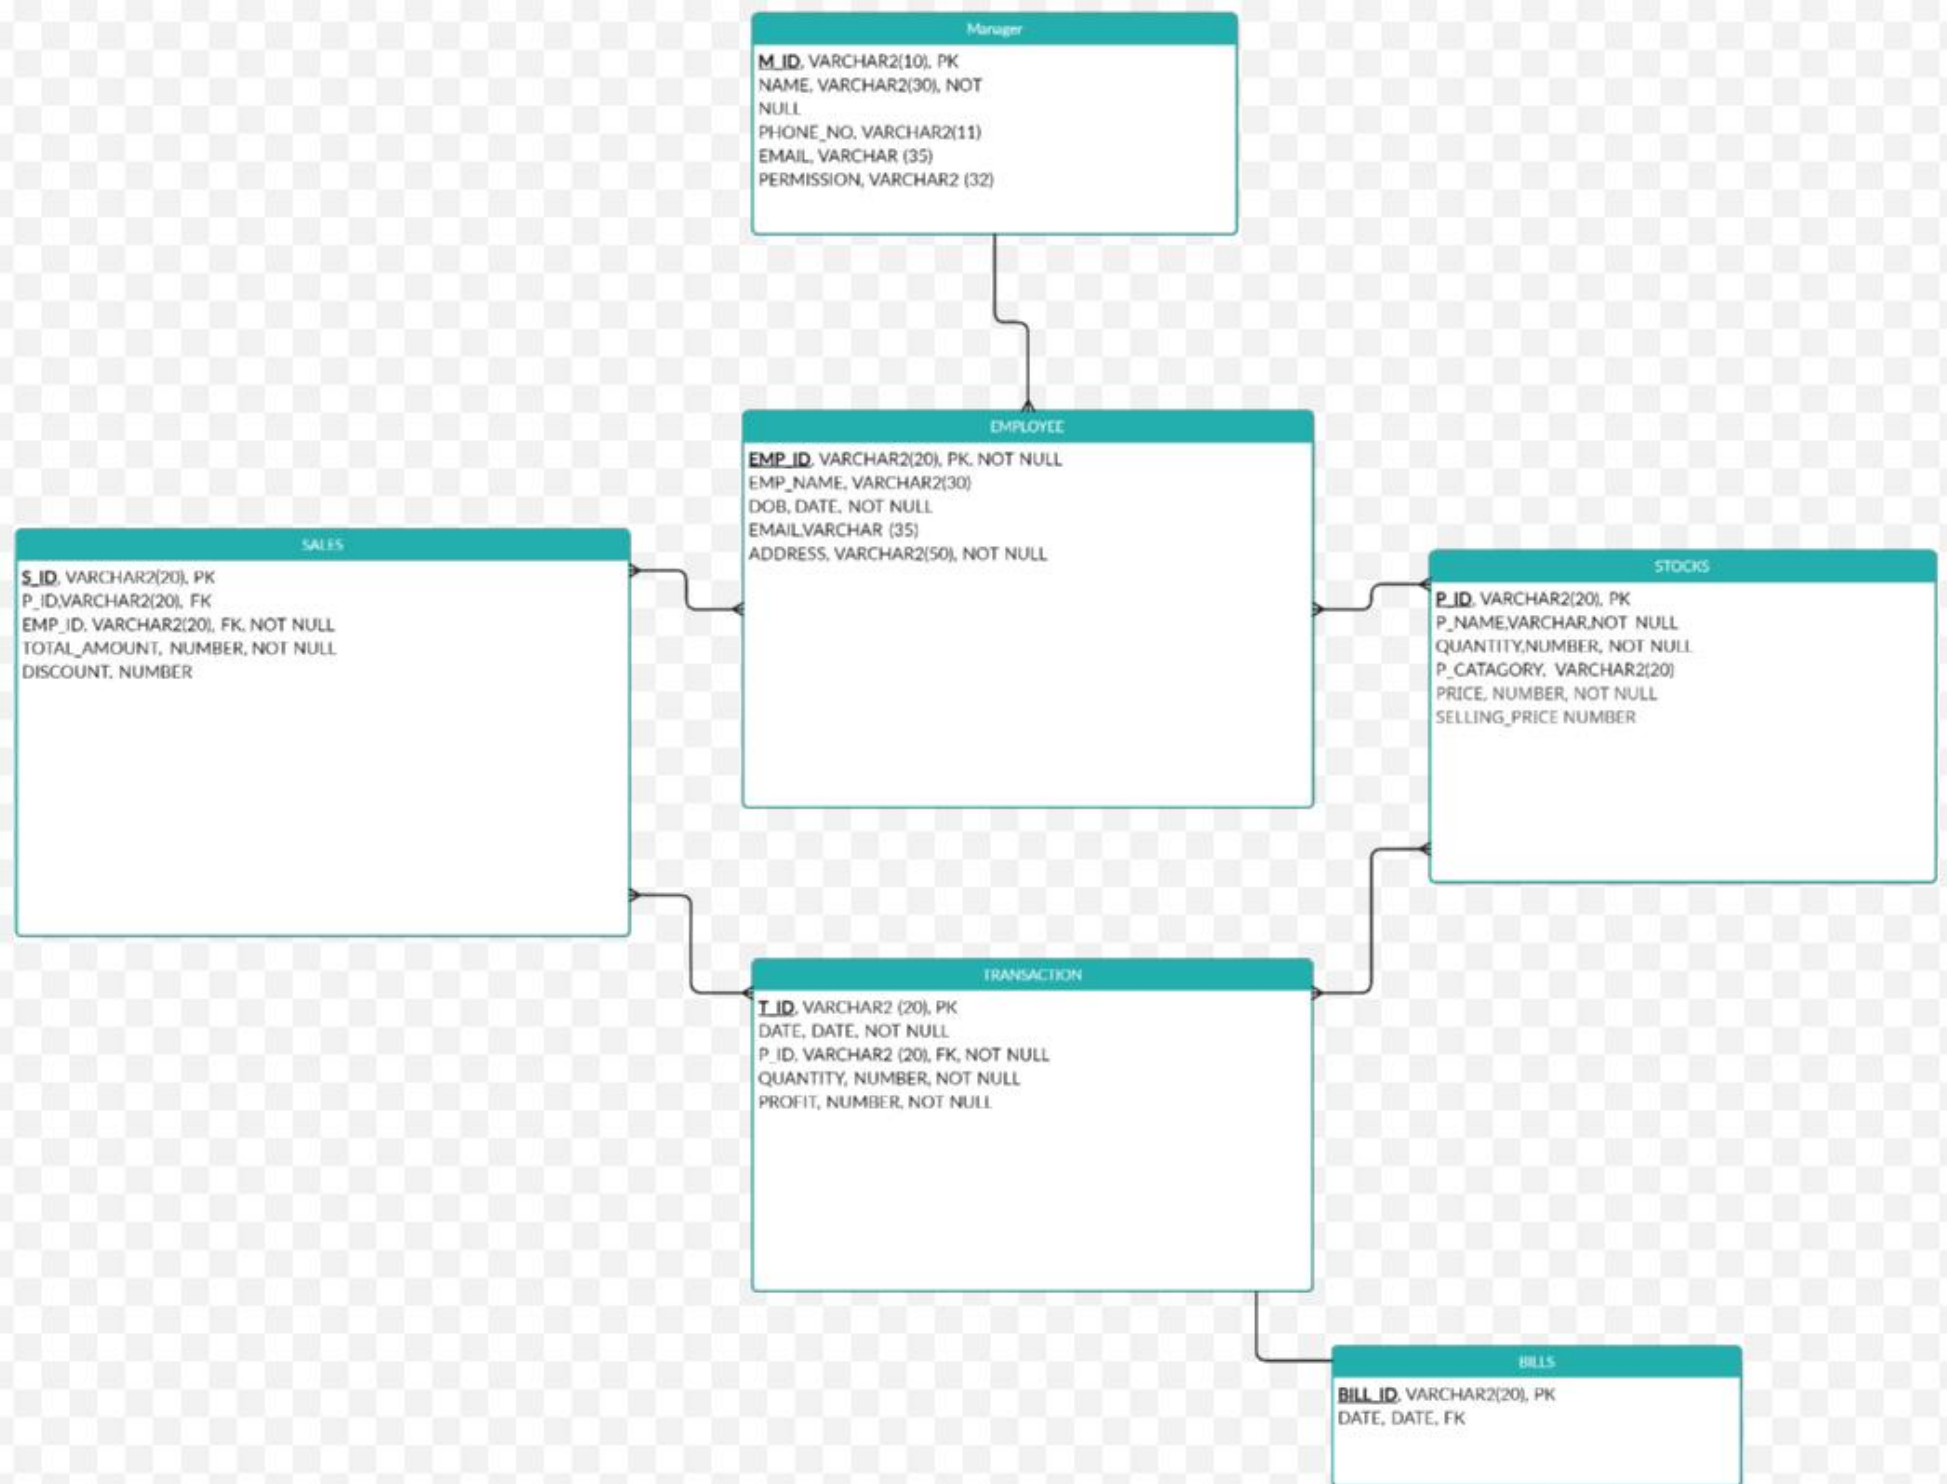 Manager
M_ID, VARCHAR2(10), PK
NAME, VARCHAR2(30), NOT
NULL
PHONE_NO, VARCHAR2(11)
EMAIL, VARCHAR (35)
PERMISSION, VARCHAR2 (32)
EMPLOYEE
EMP_ID, VARCHAR2(20), PK, NOT NULL
EMP_NAME, VARCHAR2(30)
DOB, DATE, NOT NULL
EMAIL,VARCHAR (35)
ADDRESS, VARCHAR2(50), NOT NULL
SALES
S_ID, VARCHAR2(20), PK
P_ID,VARCHAR2(20), FK
EMP_ID, VARCHAR2(20), FK, NOT NULL
TOTAL_AMOUNT, NUMBER, NOT NULL
DISCOUNT, NUMBER
STOCKS
P_ID, VARCHAR2(20), PK
P_NAME,VARCHAR,NOT NULL
QUANTITY,NUMBER, NOT NULL
P_CATAGORY, VARCHAR2(20)
PRICE, NUMBER, NOT NULL
SELLING_PRICE NUMBER
TRANSACTION
T_ID, VARCHAR2 (20), PK
DATE, DATE, NOT NULL
P_ID, VARCHAR2 (20), FK, NOT NULL
QUANTITY, NUMBER, NOT NULL
PROFIT, NUMBER, NOT NULL
BILLS
BILL_ID, VARCHAR2(20), PK
DATE, DATE, FK